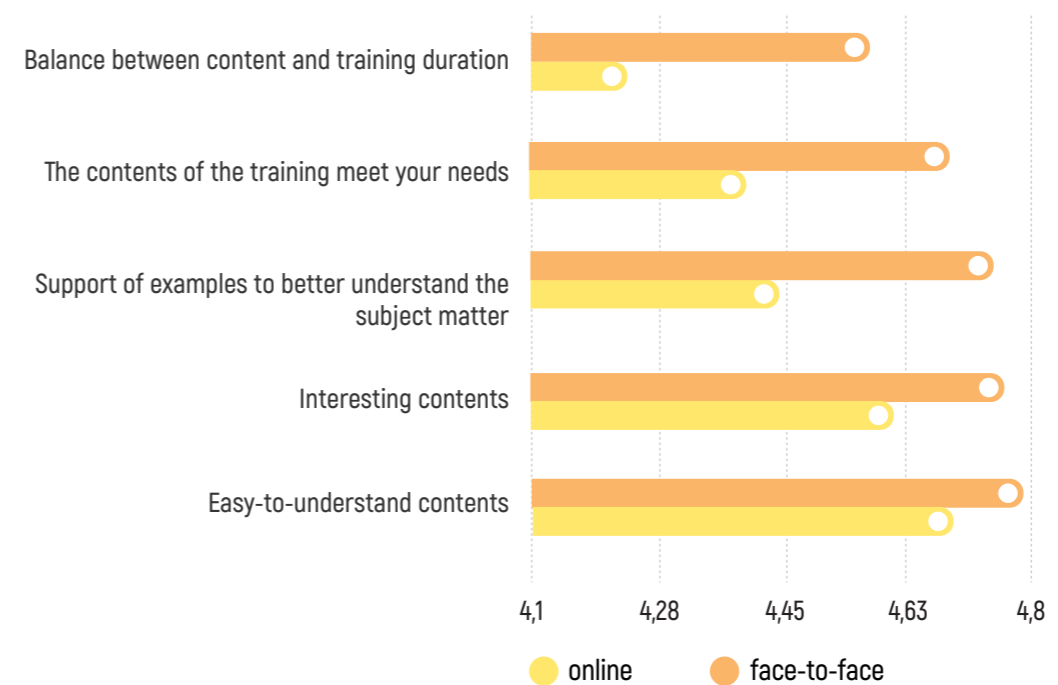 Balance between content and training duration
The contents of the training meet your needs
Support of examples to better understand the
subject matter
Interesting contents
Easy-to-understand contents
4,1 4,28 4,45 4,63 4,8
online face-to-face